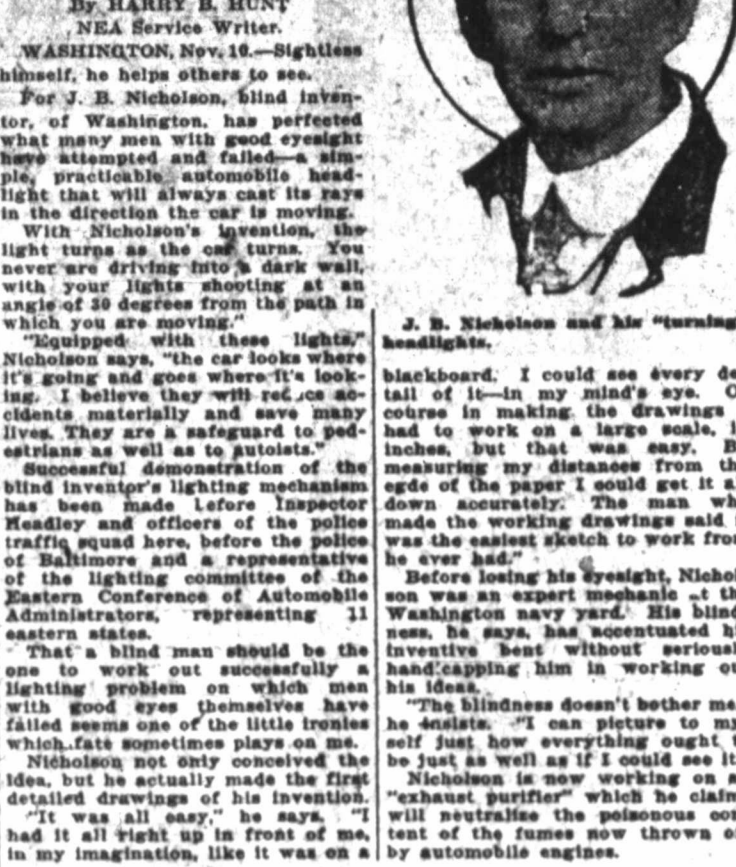 By HARRY B. HUNT
NEA Service Writer.
WASHINGTON, Nov. 10.—Sightless
himself, he helps others to see.
For J. B. Nicholson, blind inven-
tor, of Washington, has perfected
what many men with good eyesight
have attempted and failed—a sim-
ple, practicable automobile head-
light that will always cast its rays
in the direction the car is moving.
With Nicholson's invention, the
light turns as the car turns. You
never are driving into a dark wall,
with your lights shooting at an
angle of 30 degrees from the path in
which you are moving."
"Equipped with these lights,"
Nicholson says, "the car looks where
it's going and goes where it's look-
ing. I believe they will reduce ac-
cidents materially and save many
lives. They are a safeguard to ped-
estrians as well as to autoists."
Successful demonstration of the
blind inventor's lighting mechanism
has been made before Inspector
Headley and officers of the police
traffic squad here, before the police
of Baltimore and a representative
of the lighting committee of the
Eastern Conference of Automobile
Administrators, representing 11
eastern states.
That a blind man should be the
one to work out successfully a
lighting problem on which men
with good eyes themselves have
failed seems one of the little ironies
which fate sometimes plays on me.
Nicholson not only conceived the
idea, but he actually made the first
detailed drawings of his invention.
"It was all easy," he says. "I
had it all right up in front of me,
in my imagination, like it was on a
J. B. Nicholson and his "turning
headlights.
blackboard. I could see every de
tail of it—in my mind's eye. O
course in making the drawings
had to work on a large scale, i
inches, but that was easy. B
measuring my distances from th
egde of the paper I could get it a
down accurately. The man wh
made the working drawings said
was the easiest sketch to work from
he ever had."
Before losing his eyesight, Nichol
son was an expert mechanic at th
Washington navy yard. His blind
ness, he says, has accentuated hi
inventive bent without seriousl
handicapping him in working ou
his ideas.
"The blindness doesn't bother me
he insists. "I can picture to my
self just how everything ought t
be just as well as if I could see it
Nicholson is now working on a
"exhaust purifier" which he claim
will neutralize the poisonous con
tent of the fumes now thrown o
by automobile engines.